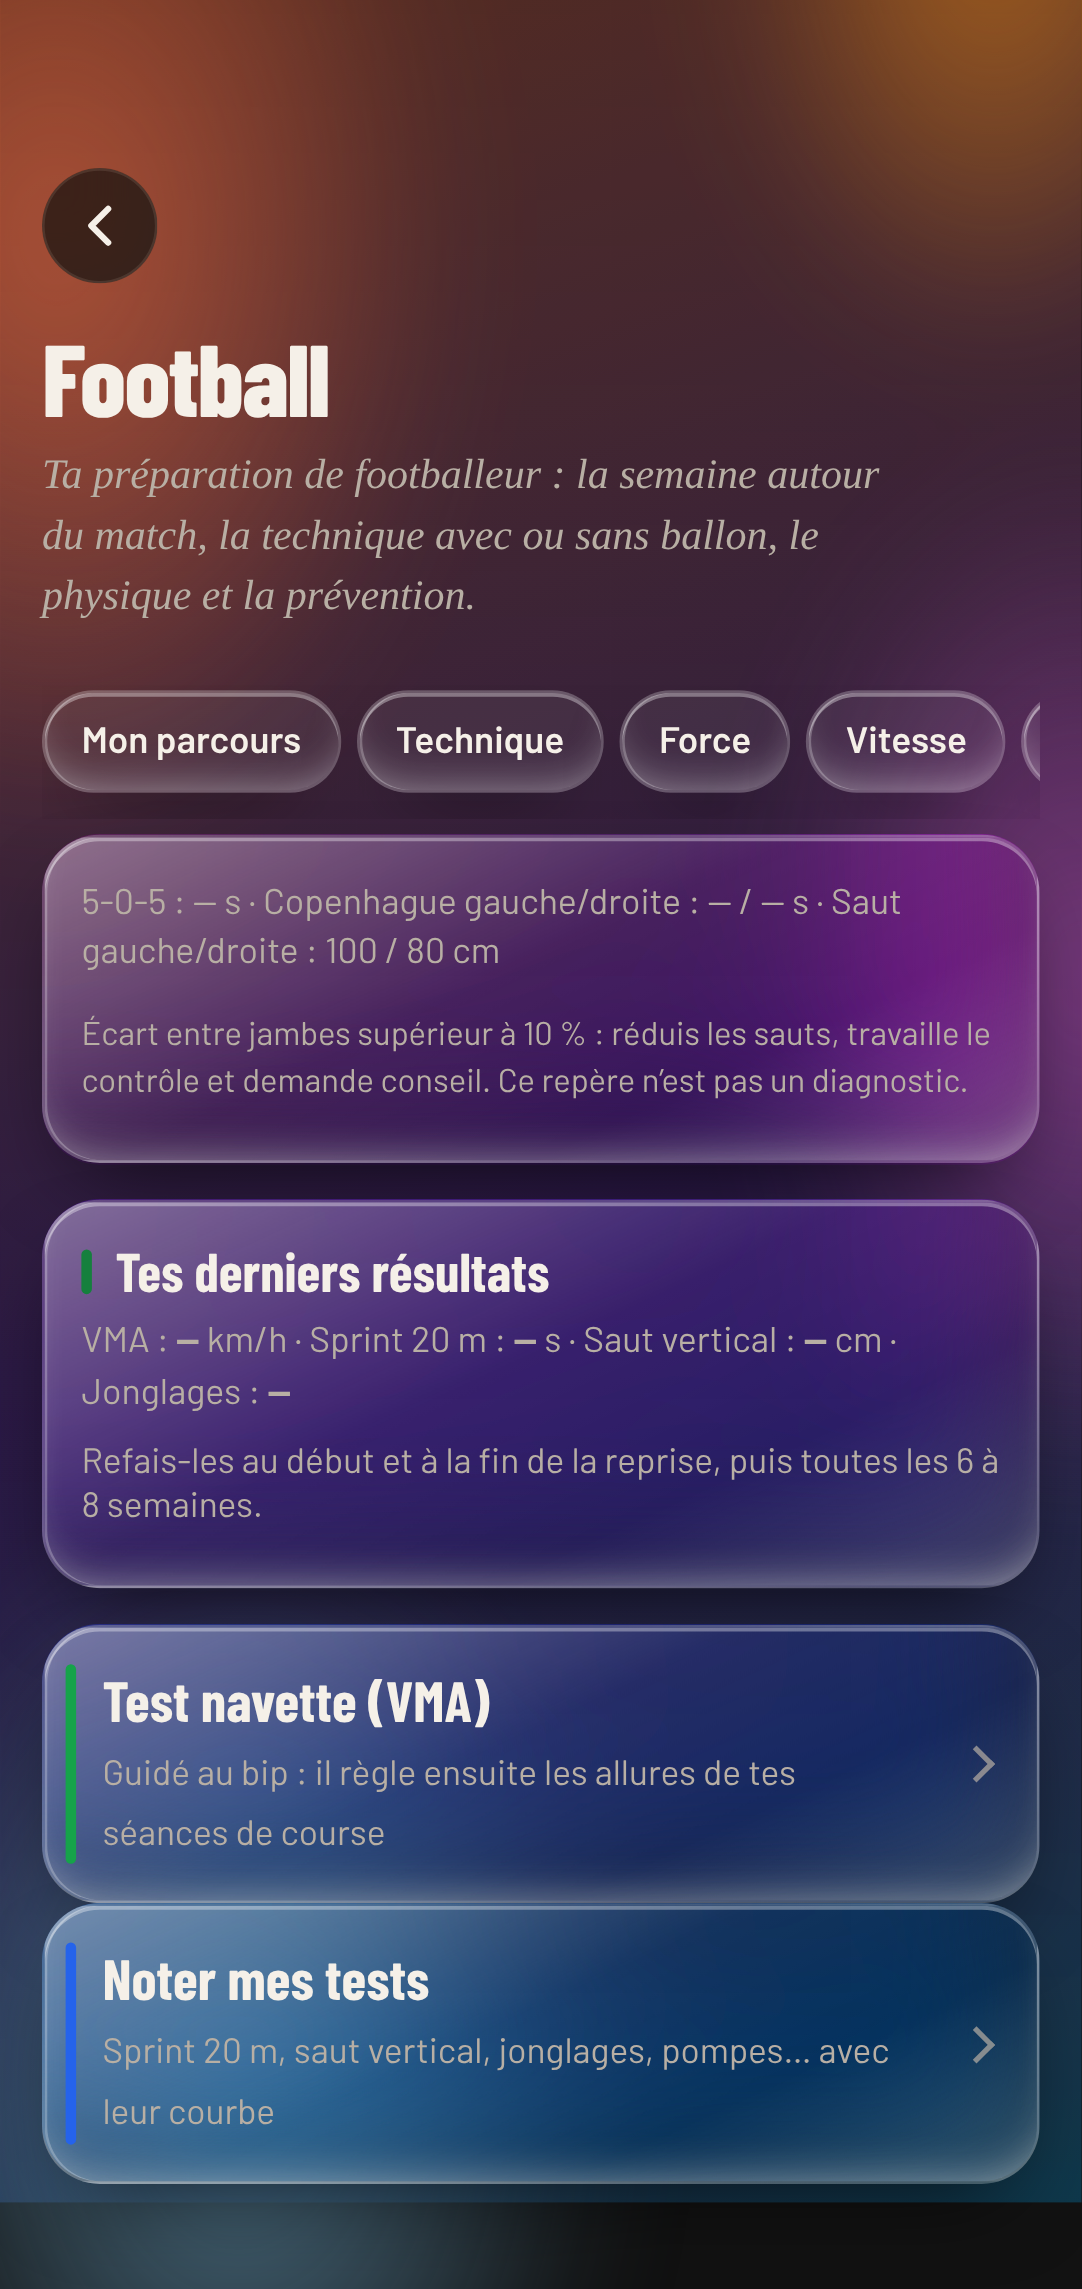 Football
Ta préparation de footballeur : la semaine autour
du match, la technique avec ou sans ballon, le
physique et la prévention.
Mon parcours
Technique
Force
Vitesse
5-0-5 : — s · Copenhague gauche/droite : — / — s · Saut
gauche/droite : 100 / 80 cm
Écart entre jambes supérieur à 10 % : réduis les sauts, travaille le
contrôle et demande conseil. Ce repère n’est pas un diagnostic.
Tes derniers résultats
VMA : — km/h · Sprint 20 m : — s · Saut vertical : — cm ·
Jonglages : —
Refais-les au début et à la fin de la reprise, puis toutes les 6 à
8 semaines.
Test navette (VMA)
Guidé au bip : il règle ensuite les allures de tes
séances de course
Noter mes tests
Sprint 20 m, saut vertical, jonglages, pompes… avec
leur courbe